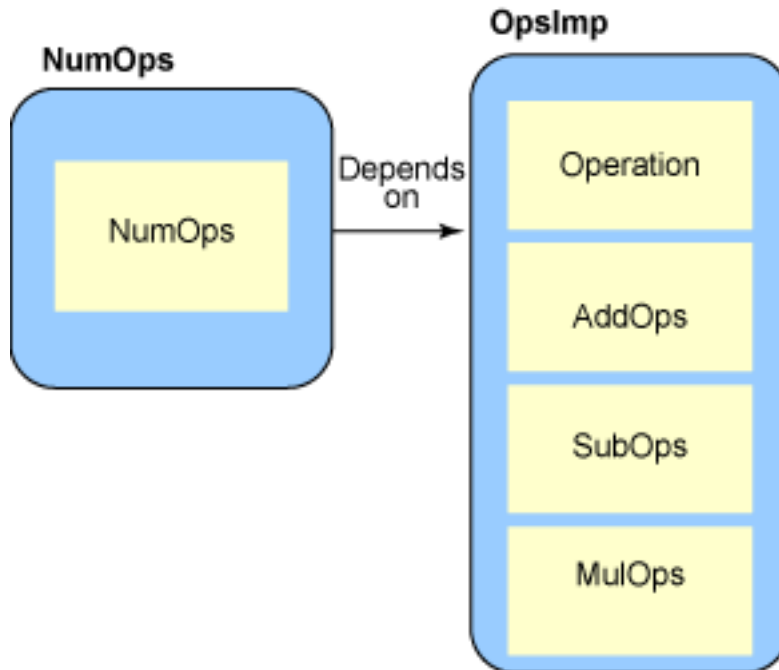 NumOps
NumOps
Depends
on
OpsImp
Operation
AddOps
SubOps
MulOps